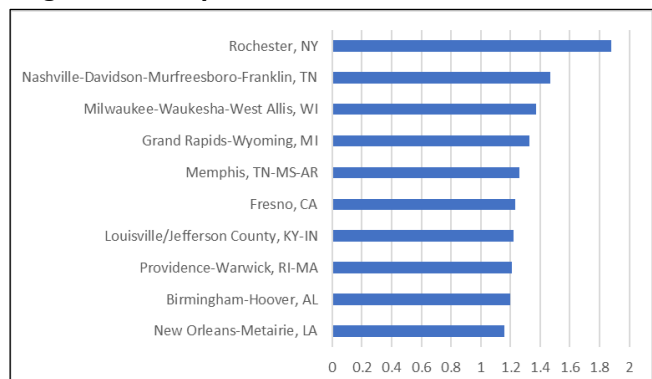 Rochester, NY
Nashville-Davidson-Murfreesboro-Franklin, TN
Milwaukee-Waukesha-West Allis, WI
Grand Rapids-Wyoming, MI
Memphis, TN-MS-AR
Fresno, CA
Louisville/Jefferson County, KY-IN
Providence-Warwick, RI-MA
Birmingham-Hoover, AL
New Orleans-Metairie, LA
0 0.2 0.4 0.6 0.8 1 1.2 1.4 1.6 1.8 2